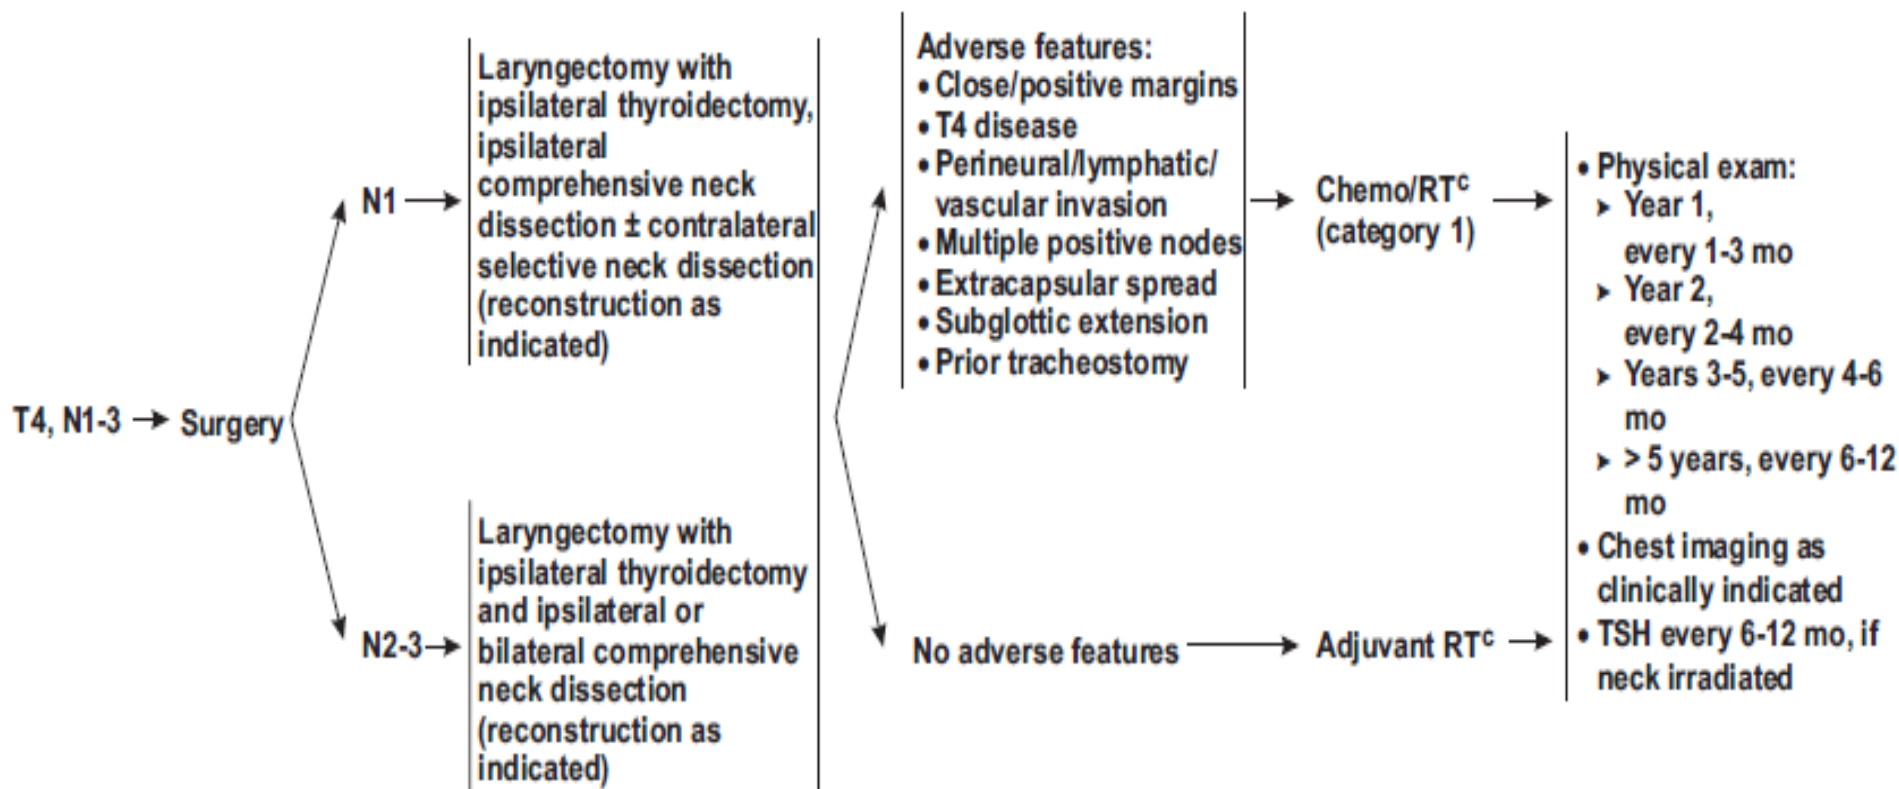 T4, N1-3
Surgery
N1
Laryngectomy with
ipsilateral thyroidectomy,
ipsilateral
comprehensive neck
dissection ± contralateral
selective neck dissection
(reconstruction as
indicated)
N2-3
Laryngectomy with
ipsilateral thyroidectomy
and ipsilateral or
bilateral comprehensive
neck dissection
(reconstruction as
indicated)
Adverse features:
• Close/positive margins
• T4 disease
• Perineural/lymphatic/
vascular invasion
• Multiple positive nodes
• Extracapsular spread
• Subglottic extension
• Prior tracheostomy
Chemo/RTᶜ
(category 1)
No adverse features
Adjuvant RTᶜ
• Physical exam:
➤ Year 1,
every 1-3 mo
➤ Year 2,
every 2-4 mo
➤ Years 3-5, every 4-6
mo
➤ > 5 years, every 6-12
mo
• Chest imaging as
clinically indicated
• TSH every 6-12 mo, if
neck irradiated